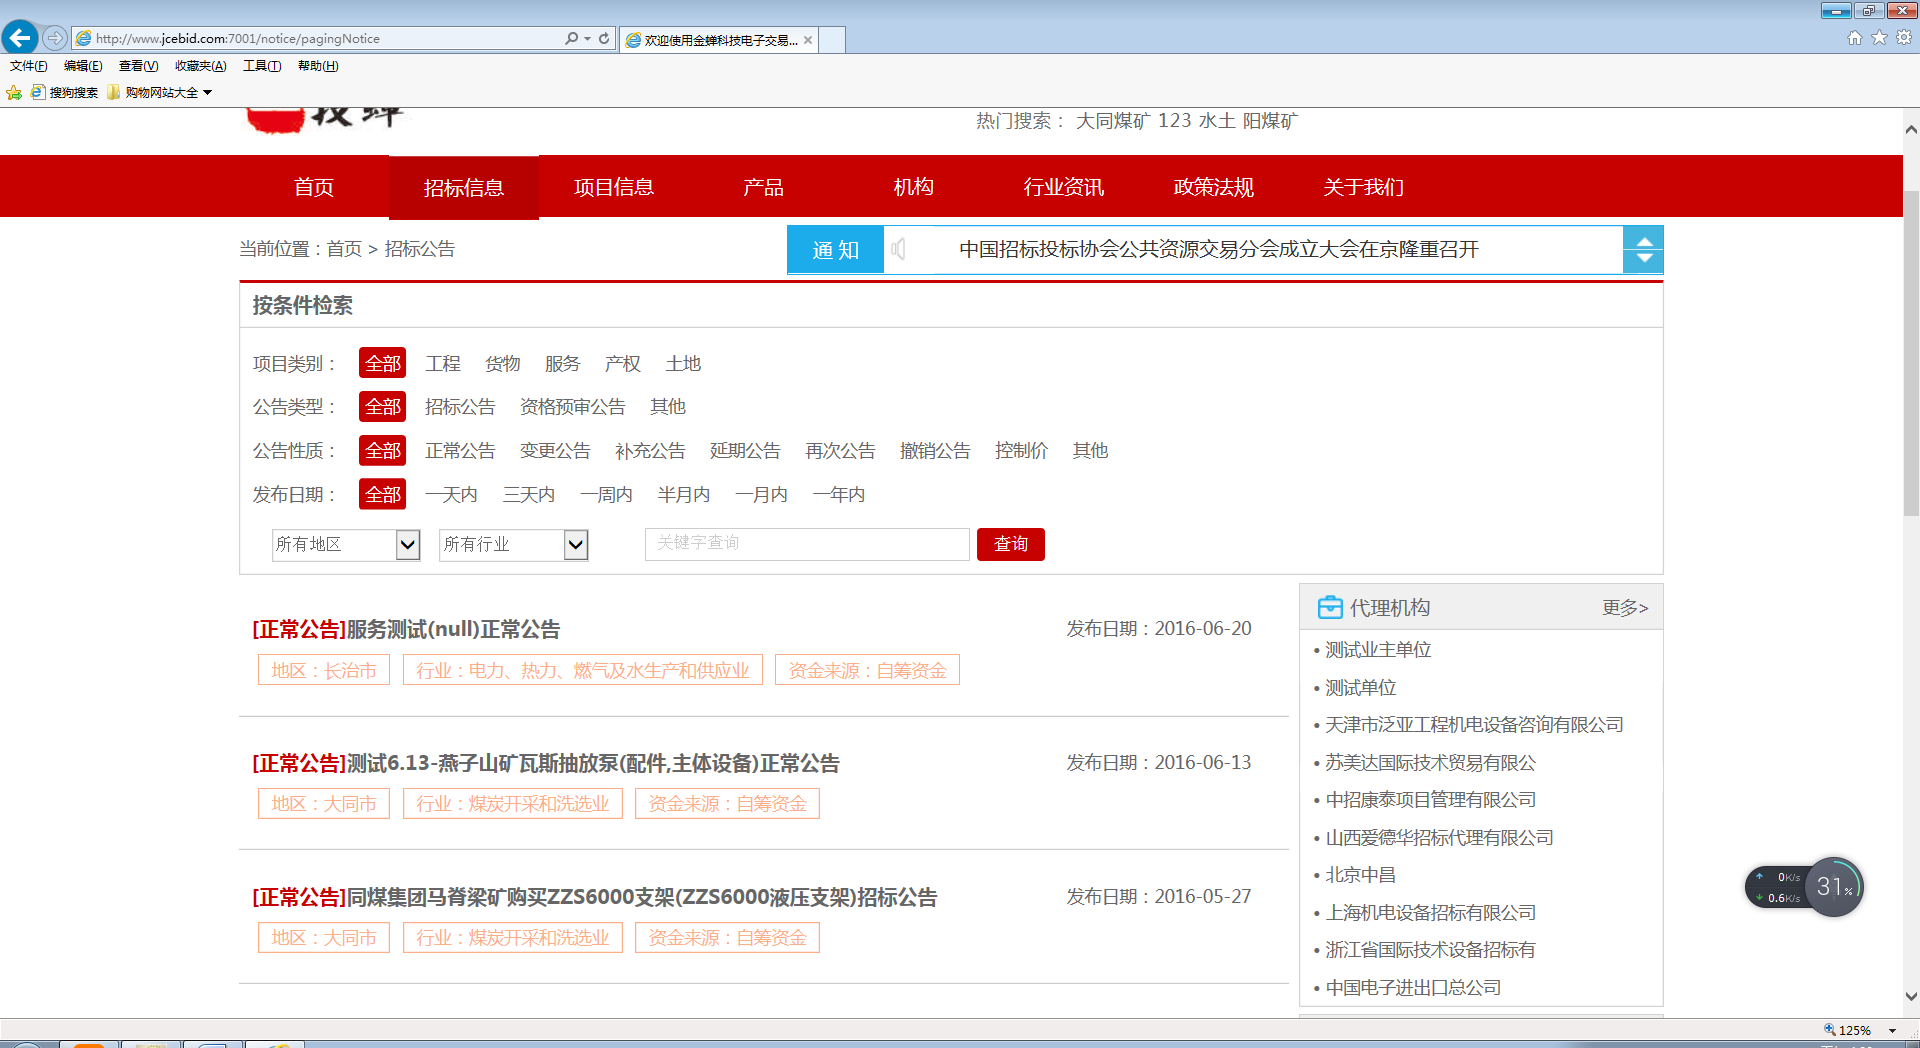 http://www.jcebid.com:7001/notice/pagingNotice
欢迎使用金蝉科技电子交易...
文件(F) 编辑(E) 查看(V) 收藏夹(A) 工具(T) 帮助(H)
搜狗搜索 购物网站大全
热门搜索： 大同煤矿 123 水土 阳煤矿
首页 招标信息 项目信息 产品 机构 行业资讯 政策法规 关于我们
当前位置：首页 > 招标公告
通 知 中国招标投标协会公共资源交易分会成立大会在京隆重召开
按条件检索
项目类别： 全部 工程 货物 服务 产权 土地
公告类型： 全部 招标公告 资格预审公告 其他
公告性质： 全部 正常公告 变更公告 补充公告 延期公告 再次公告 撤销公告 控制价 其他
发布日期： 全部 一天内 三天内 一周内 半月内 一月内 一年内
所有地区 所有行业 关键字查询 查询
[正常公告]服务测试(null)正常公告 发布日期：2016-06-20
地区：长治市 行业：电力、热力、燃气及水生产和供应业 资金来源：自筹资金
[正常公告]测试6.13-燕子山矿瓦斯抽放泵(配件,主体设备)正常公告 发布日期：2016-06-13
地区：大同市 行业：煤炭开采和洗选业 资金来源：自筹资金
[正常公告]同煤集团马脊梁矿购买ZZS6000支架(ZZS6000液压支架)招标公告 发布日期：2016-05-27
地区：大同市 行业：煤炭开采和洗选业 资金来源：自筹资金
代理机构 更多>
• 测试业主单位
• 测试单位
• 天津市泛亚工程机电设备咨询有限公司
• 苏美达国际技术贸易有限公
• 中招康泰项目管理有限公司
• 山西爱德华招标代理有限公司
• 北京中昌
• 上海机电设备招标有限公司
• 浙江省国际技术设备招标有
• 中国电子进出口总公司
0K/s
0.6K/s
31%
125%